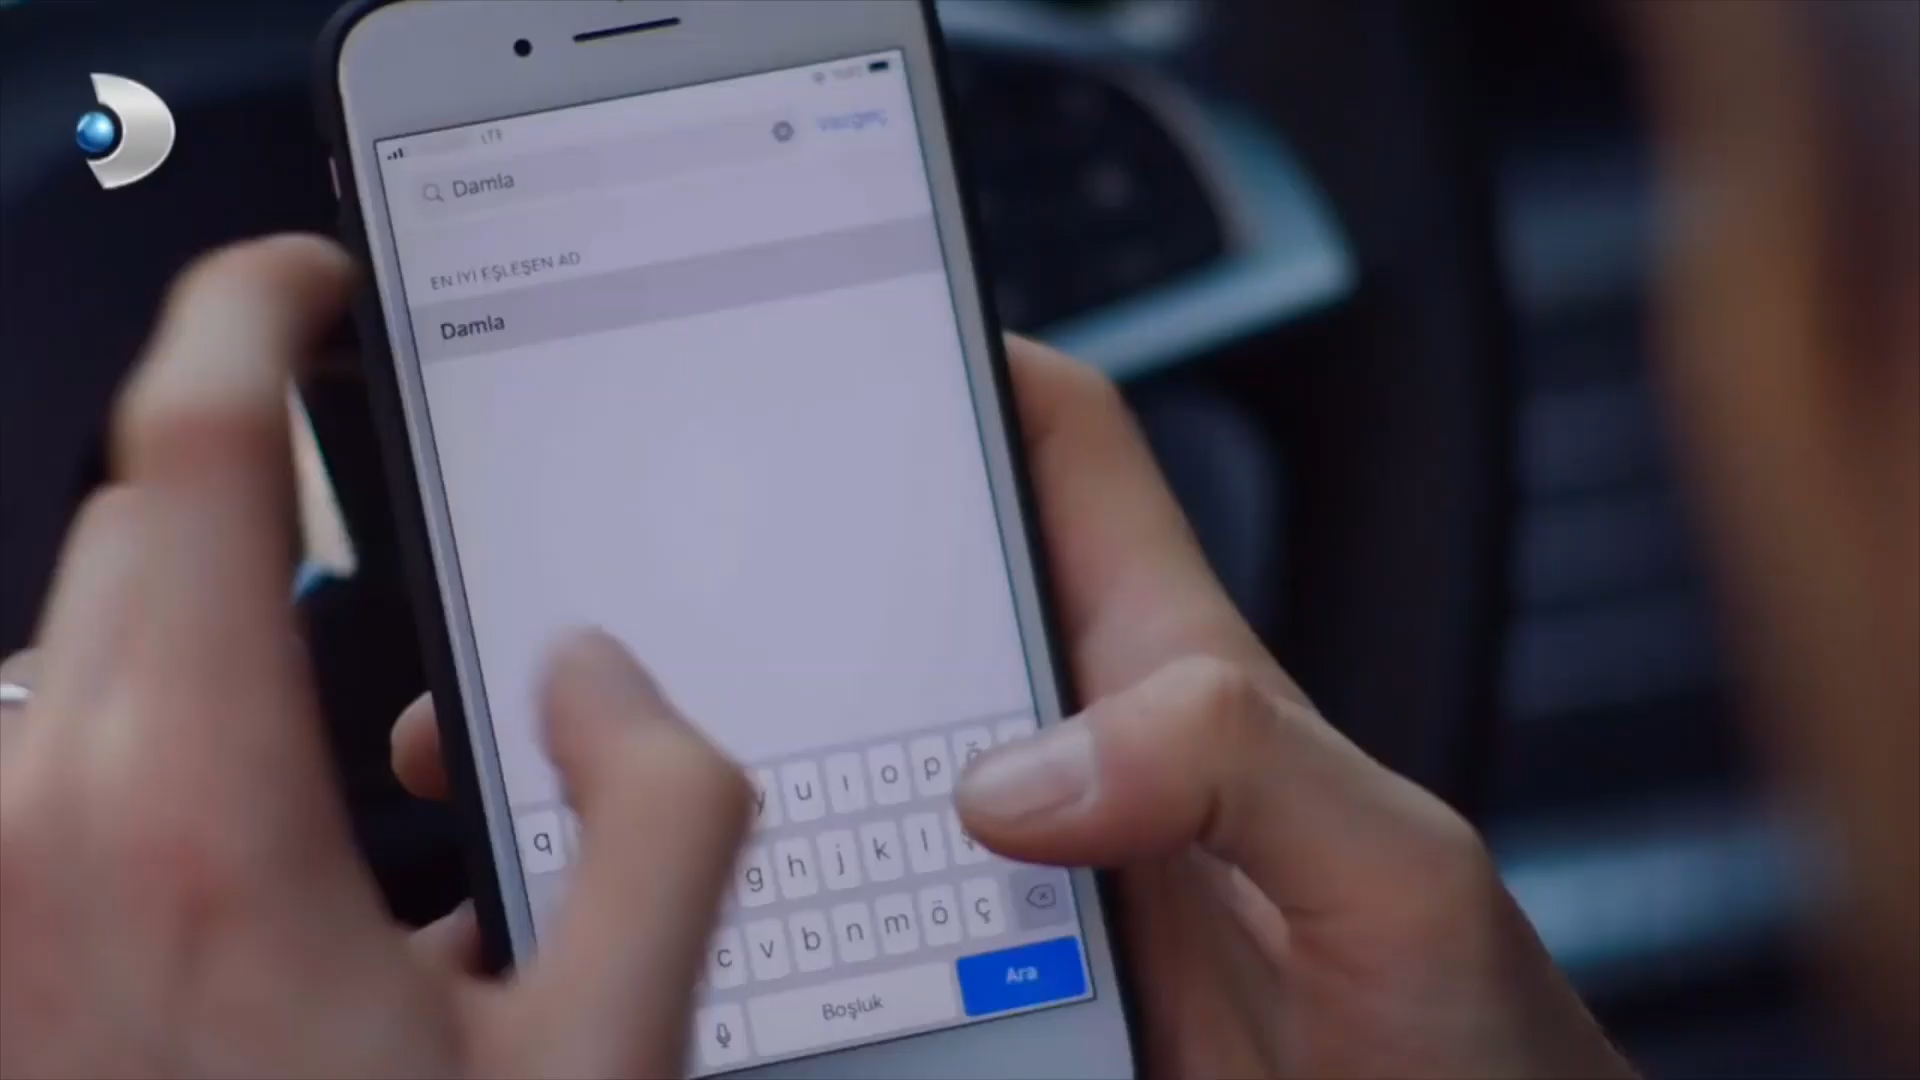 LTE
Damla
Vazgeç
EN İYİ EŞLEŞEN AD
Damla
y u ı o p ğ
q
g h j k l
c v b n m ö ç
Boşluk
Ara